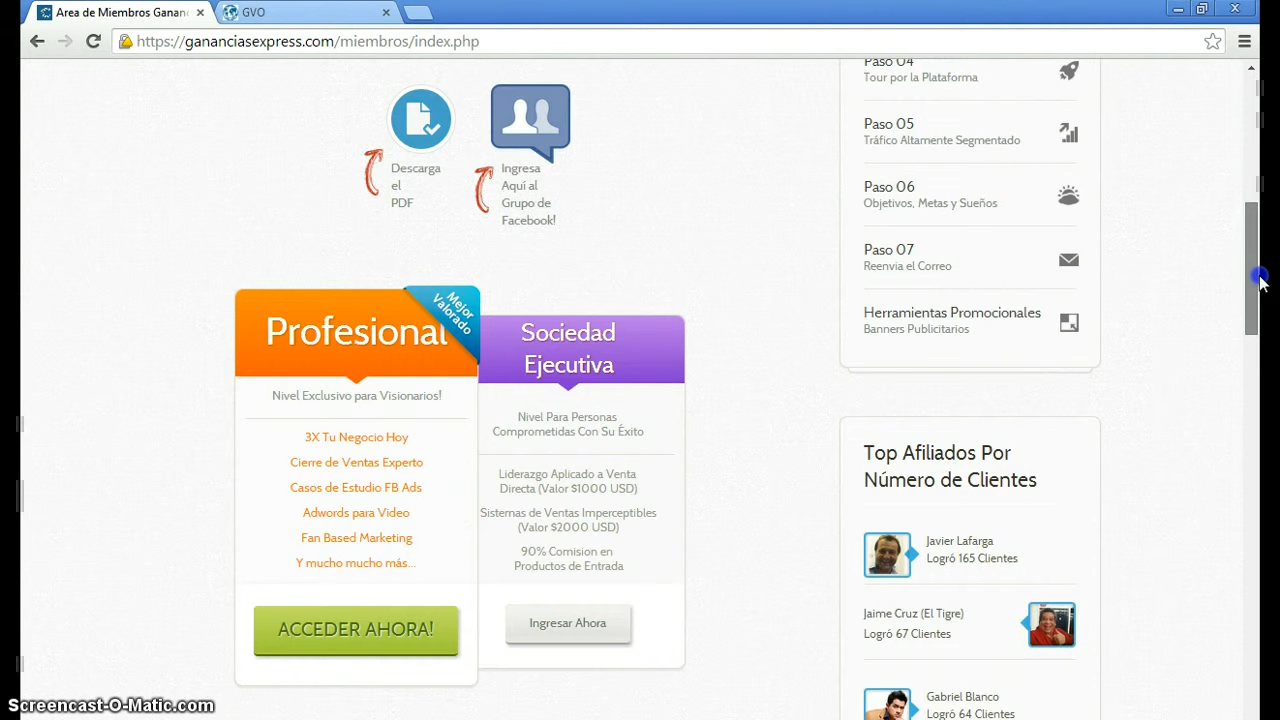 Area de Miembros Ganan
GVO
https://gananciasexpress.com/miembros/index.php
Descarga
el
PDF
Ingresa
Aquí al
Grupo de
Facebook!
Profesional
Mejor
Valorado
Nivel Exclusivo para Visionarios!
3X Tu Negocio Hoy
Cierre de Ventas Experto
Casos de Estudio FB Ads
Adwords para Video
Fan Based Marketing
Y mucho mucho más...
ACCEDER AHORA!
Sociedad
Ejecutiva
Nivel Para Personas
Comprometidas Con Su Éxito
Liderazgo Aplicado a Venta
Directa (Valor $1000 USD)
Sistemas de Ventas Imperceptibles
(Valor $2000 USD)
90% Comision en
Productos de Entrada
Ingresar Ahora
Paso 04
Tour por la Plataforma
Paso 05
Tráfico Altamente Segmentado
Paso 06
Objetivos, Metas y Sueños
Paso 07
Reenvia el Correo
Herramientas Promocionales
Banners Publicitarios
Top Afiliados Por
Número de Clientes
Javier Lafarga
Logró 165 Clientes
Jaime Cruz (El Tigre)
Logró 67 Clientes
Gabriel Blanco
Logró 64 Clientes
Screencast-O-Matic.com